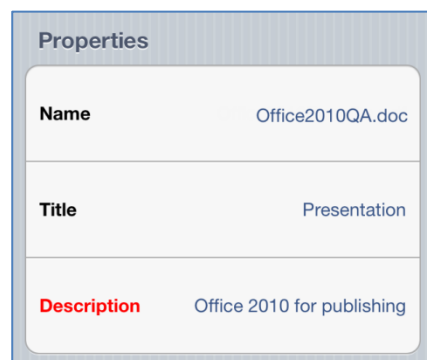 Properties
Name Office2010QA.doc
Title Presentation
Description Office 2010 for publishing